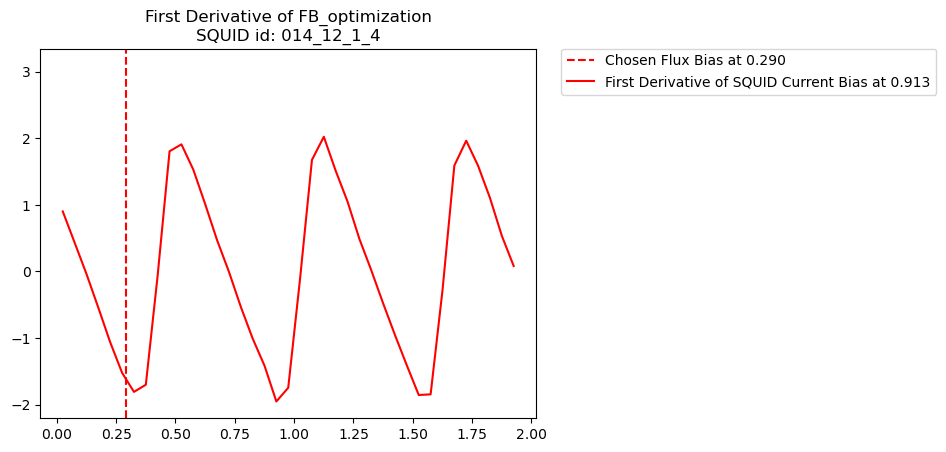 First Derivative of FB_optimization
SQUID id: 014_12_1_4
Chosen Flux Bias at 0.290
First Derivative of SQUID Current Bias at 0.913
3
2
1
0
−1
−2
0.00 0.25 0.50 0.75 1.00 1.25 1.50 1.75 2.00